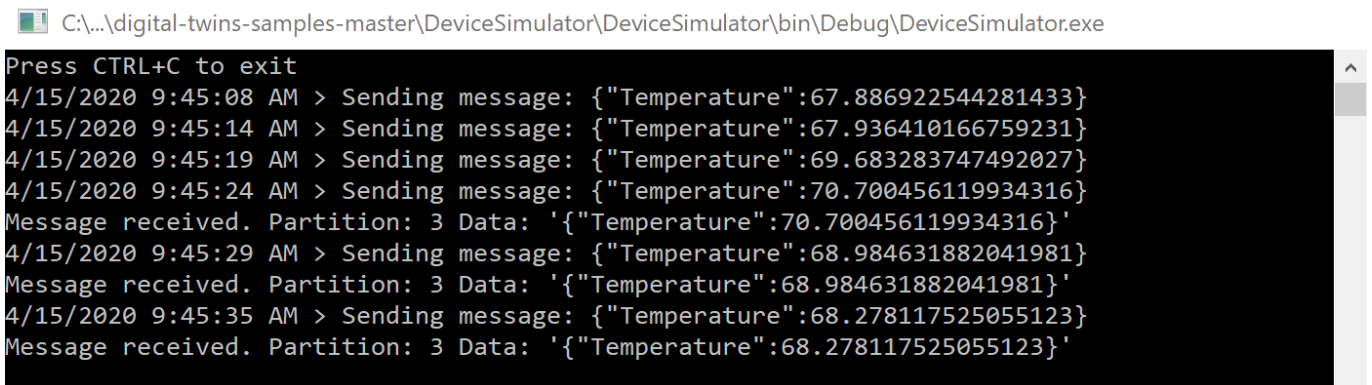 C:\...\digital-twins-samples-master\DeviceSimulator\DeviceSimulator\bin\Debug\DeviceSimulator.exe
Press CTRL+C to exit
4/15/2020 9:45:08 AM > Sending message: {"Temperature":67.886922544281433}
4/15/2020 9:45:14 AM > Sending message: {"Temperature":67.936410166759231}
4/15/2020 9:45:19 AM > Sending message: {"Temperature":69.683283747492027}
4/15/2020 9:45:24 AM > Sending message: {"Temperature":70.700456119934316}
Message received. Partition: 3 Data: '{"Temperature":70.700456119934316}'
4/15/2020 9:45:29 AM > Sending message: {"Temperature":68.984631882041981}
Message received. Partition: 3 Data: '{"Temperature":68.984631882041981}'
4/15/2020 9:45:35 AM > Sending message: {"Temperature":68.278117525055123}
Message received. Partition: 3 Data: '{"Temperature":68.278117525055123}'